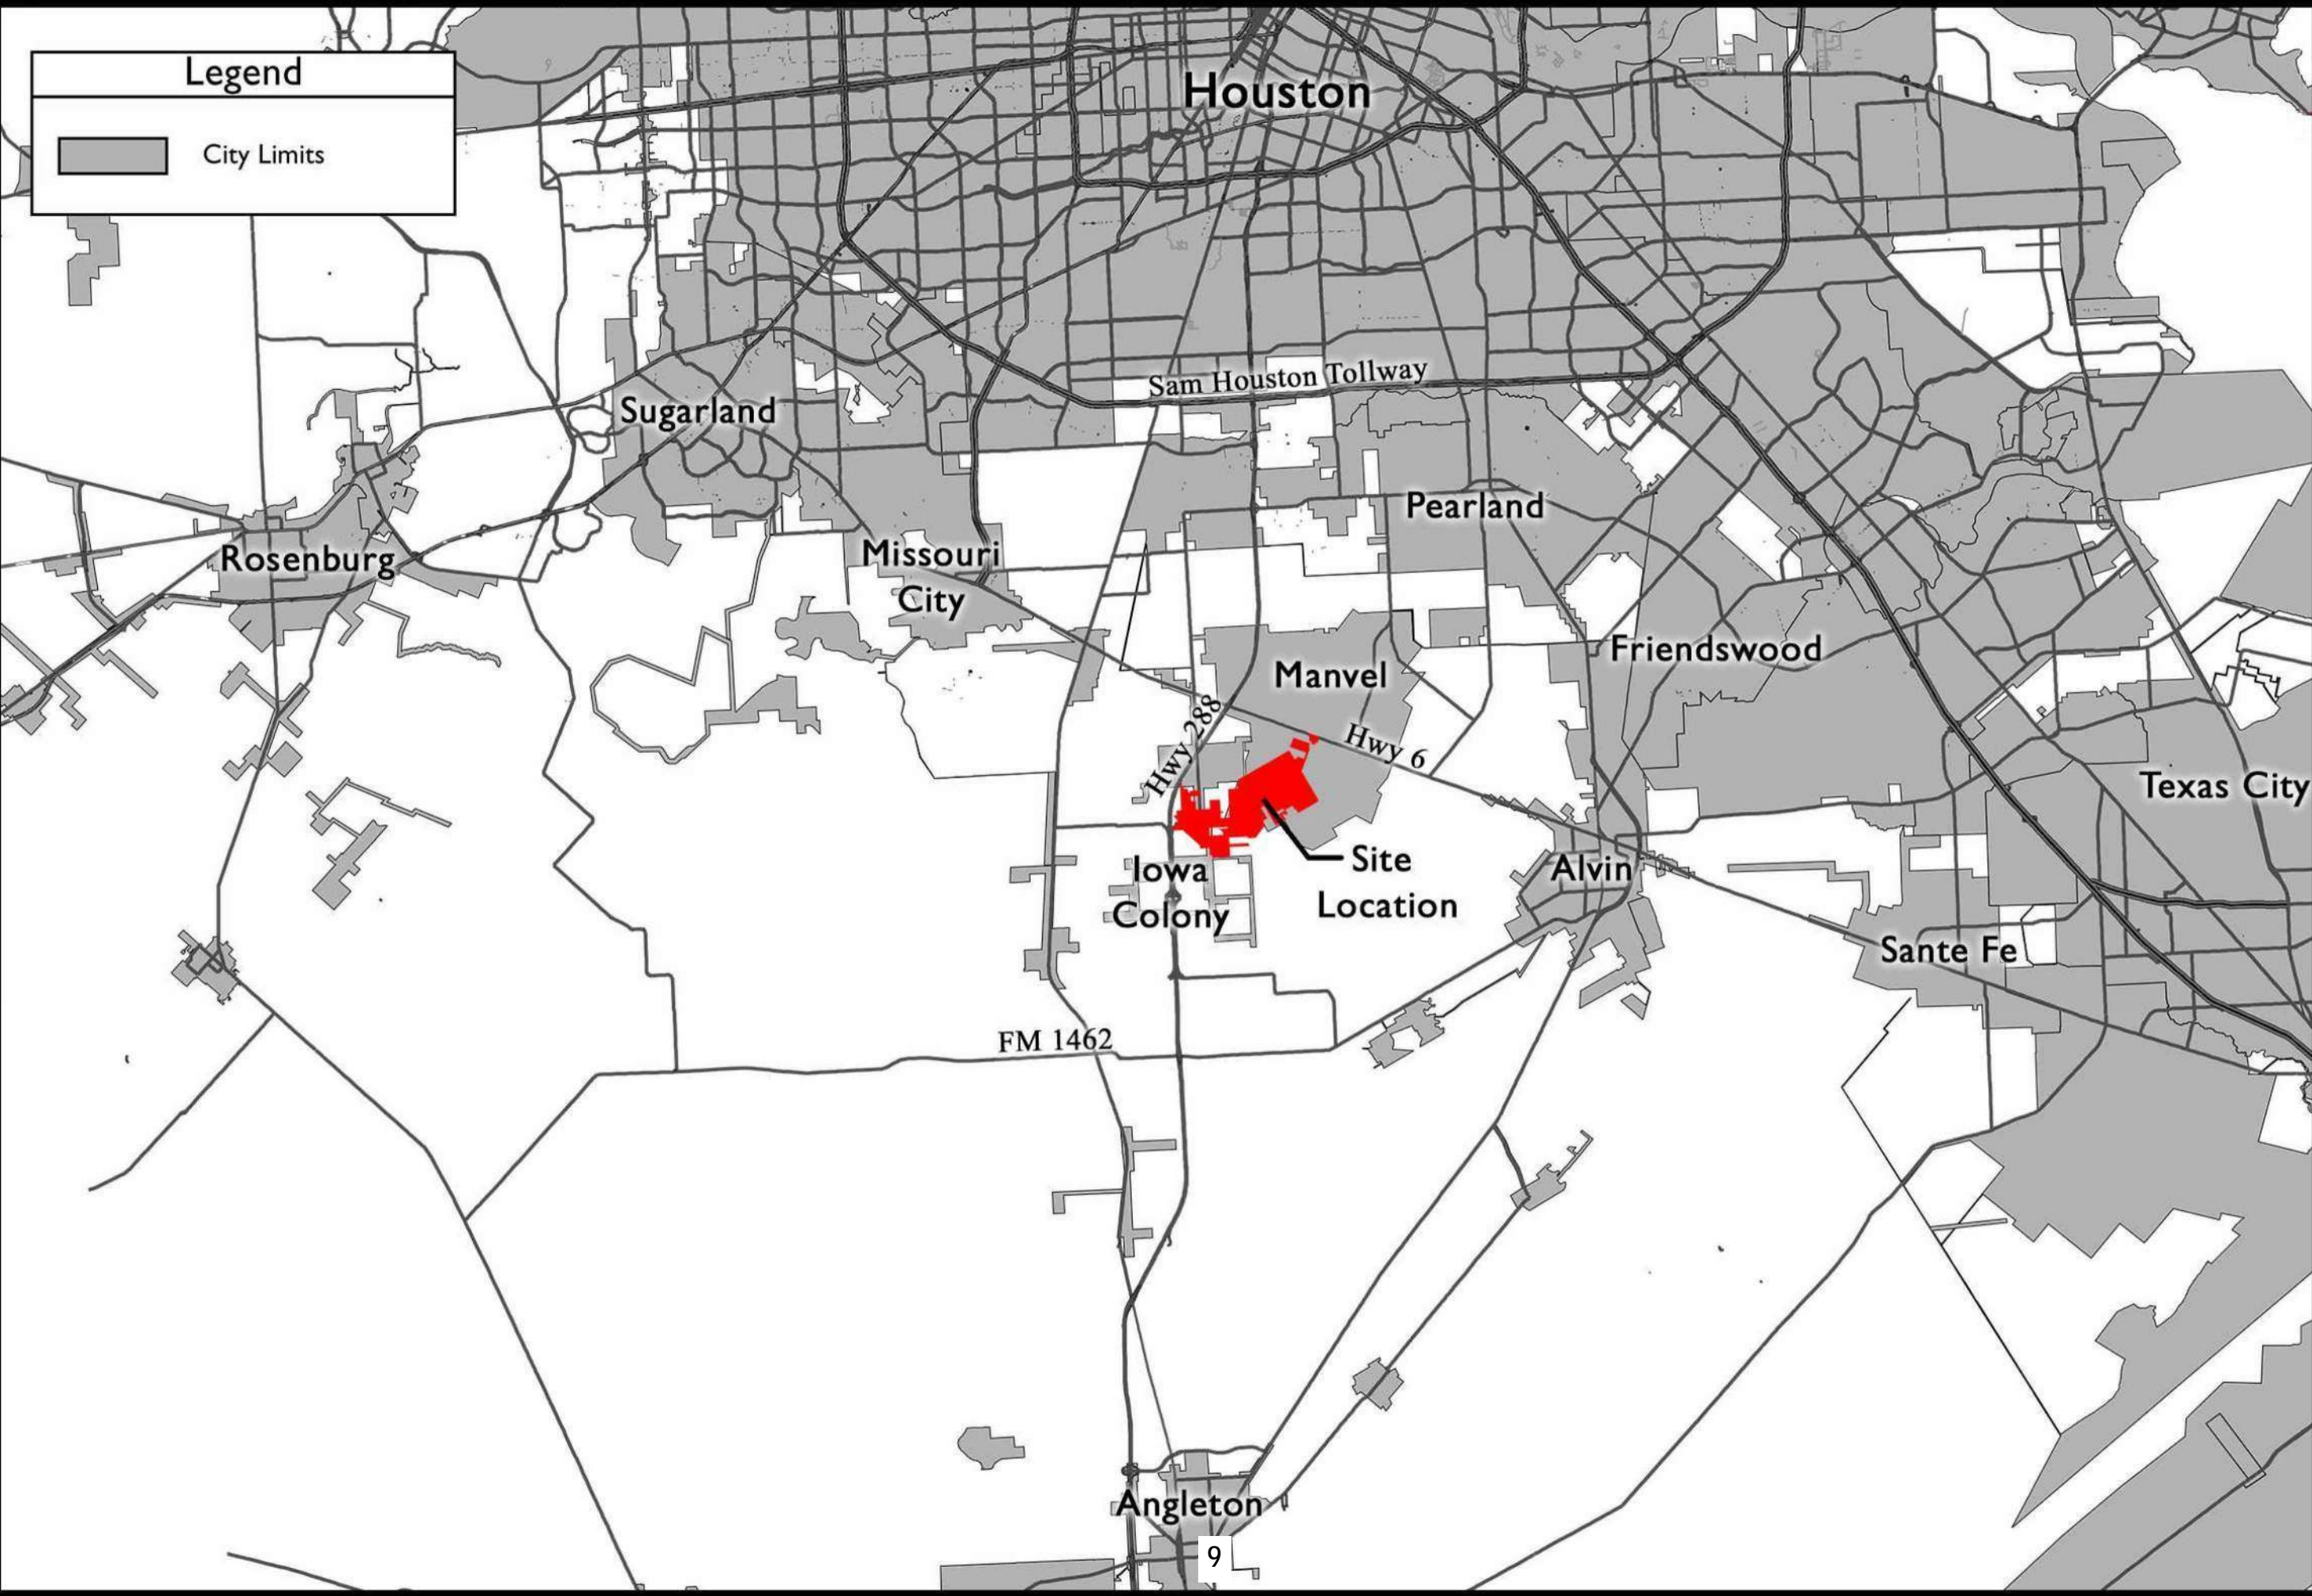 Legend
City Limits
Houston
Sam Houston Tollway
Sugarland
Pearland
Rosenburg
Missouri
City
Friendswood
Manvel
Hwy 288
Hwy 6
Texas City
Site
Location
Iowa
Colony
Alvin
Sante Fe
FM 1462
Angleton
9